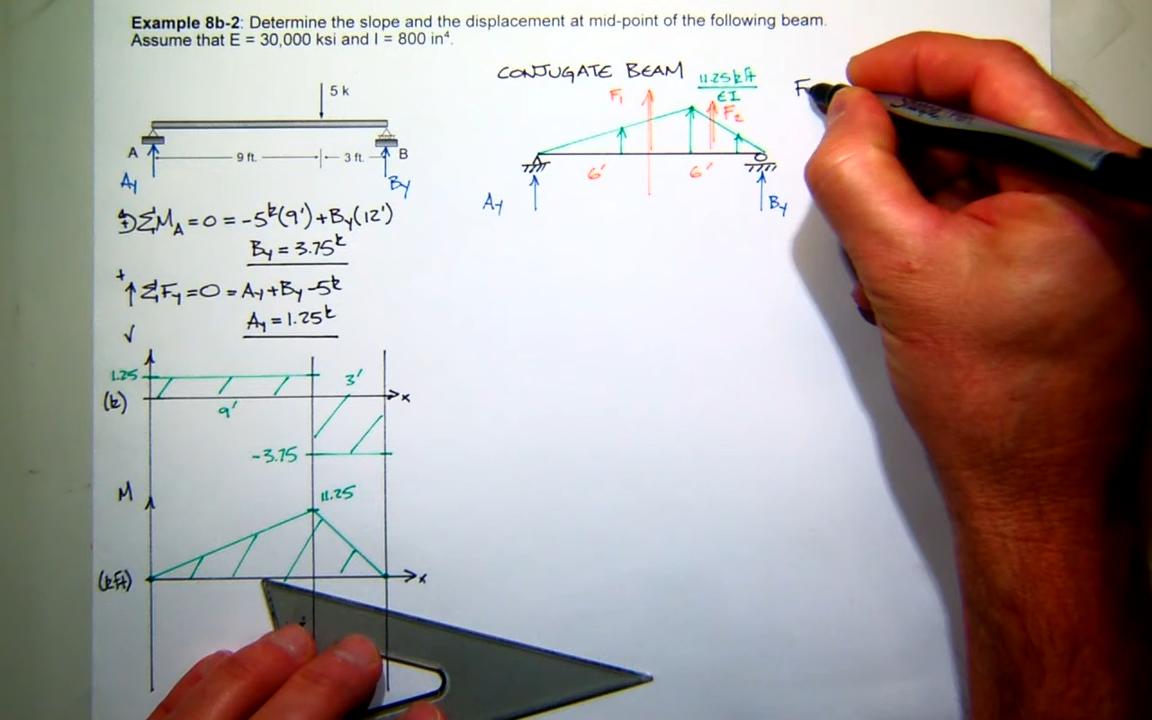 Example 8b-2: Determine the slope and the displacement at mid-point of the following beam.
Assume that E = 30,000 ksi and I = 800 in⁴.
5 k
A
9 ft.
3 ft.
B
Ay
By
ΣMA = 0 = -5k(9') + By(12')
By = 3.75k
+↑ΣFy = 0 = Ay + By - 5k
Ay = 1.25k
V
1.25
(k)
9'
3'
x
-3.75
M
11.25
(kft)
x
CONJUGATE BEAM
11.25kft
EI
F1
F2
6'
6'
Ay
By
F